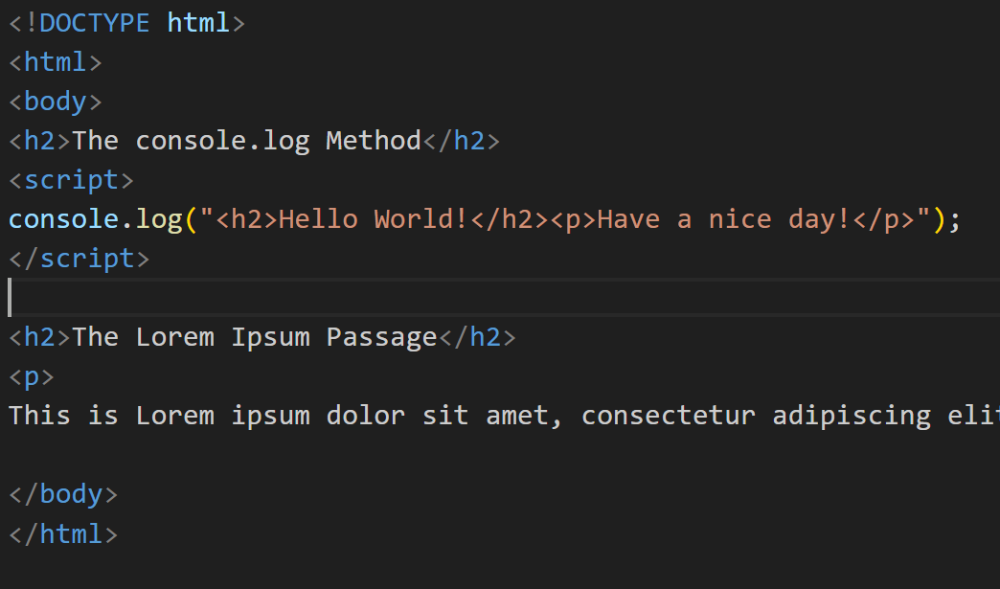 <!DOCTYPE html>
<html>
<body>
<h2>The console.log Method</h2>
<script>
console.log("<h2>Hello World!</h2><p>Have a nice day!</p>");
</script>
<h2>The Lorem Ipsum Passage</h2>
<p>
This is Lorem ipsum dolor sit amet, consectetur adipiscing elit
</body>
</html>